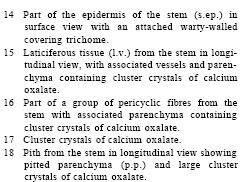 14 Part of the epidermis of the stem (s.ep.) in
surface view with an attached warty-walled
covering trichome.
15 Laticiferous tissue (l.v.) from the stem in longi-
tudinal view, with associated vessels and paren-
chyma containing cluster crystals of calcium
oxalate.
16 Part of a group of pericyclic fibres from the
stem with associated parenchyma containing
cluster crystals of calcium oxalate.
17 Cluster crystals of calcium oxalate.
18 Pith from the stem in longitudinal view showing
pitted parenchyma (p.p.) and large cluster
crystals of calcium oxalate.